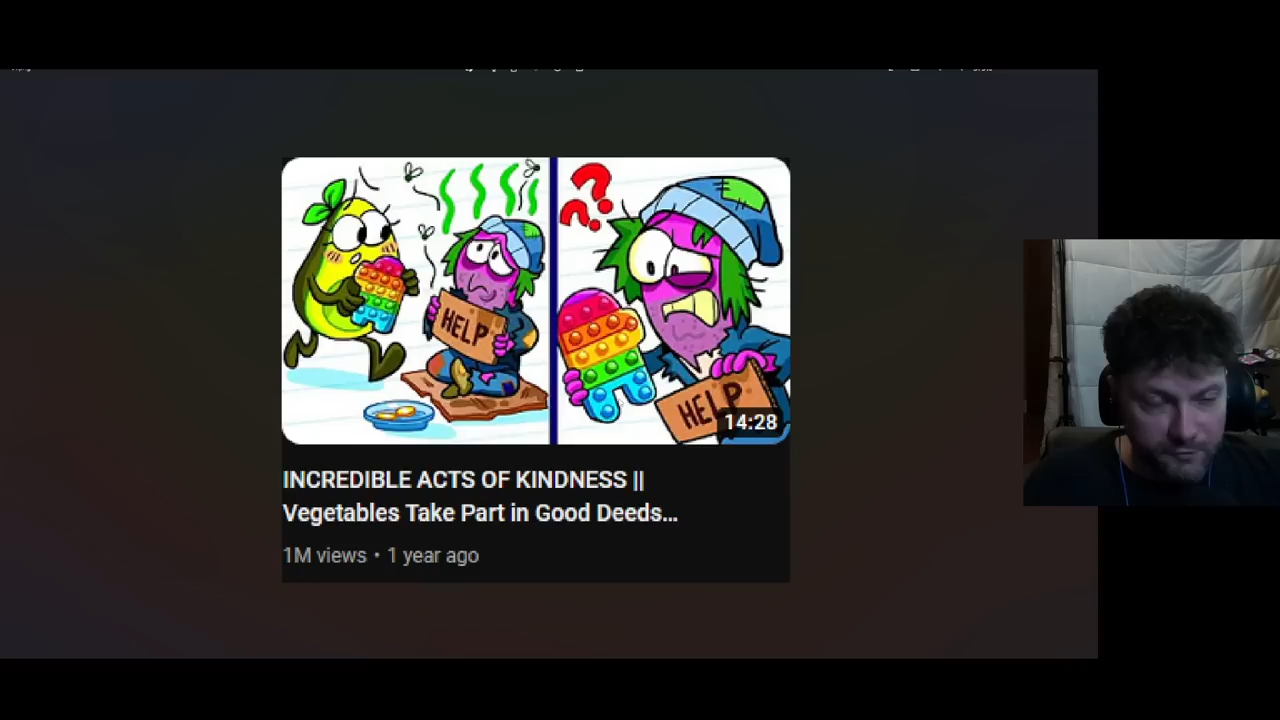 HELP
HELP
14:28
INCREDIBLE ACTS OF KINDNESS ||
Vegetables Take Part in Good Deeds...
1M views • 1 year ago